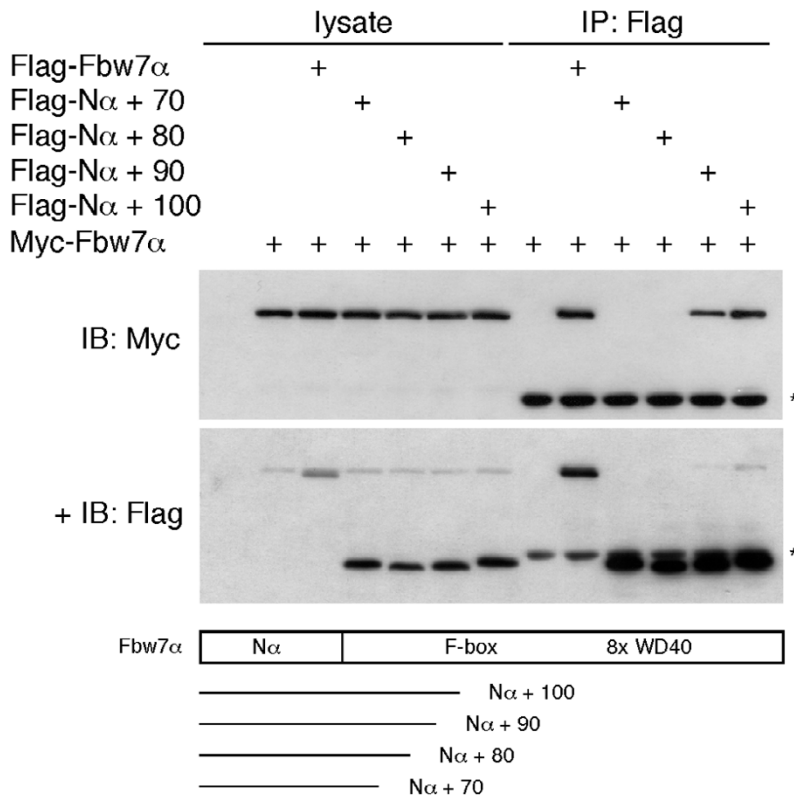 lysate IP: Flag
Flag-Fbw7α + +
Flag-Nα + 70 + +
Flag-Nα + 80 + +
Flag-Nα + 90 + +
Flag-Nα + 100 + +
Myc-Fbw7α + + + + + + + + + + + +
IB: Myc
*
+ IB: Flag
*
Fbw7α Nα F-box 8x WD40
Nα + 100
Nα + 90
Nα + 80
Nα + 70